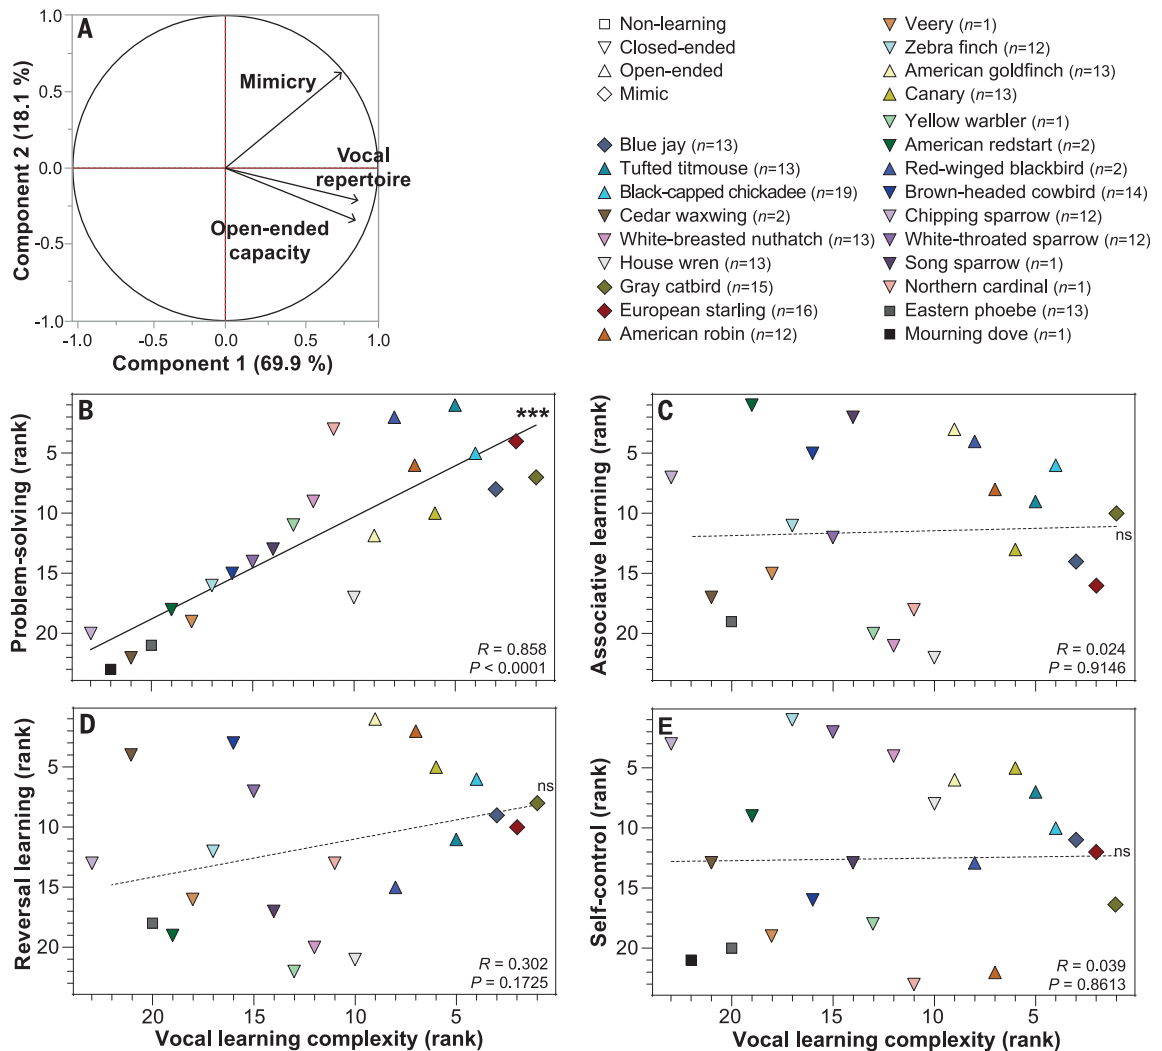 A
1.0
0.5
0.0
-0.5
-1.0
Component 2 (18.1 %)
Mimicry
Vocal
repertoire
Open-ended
capacity
-1.0 -0.5 0.0 0.5 1.0
Component 1 (69.9 %)
Non-learning
Closed-ended
Open-ended
Mimic
Blue jay (n=13)
Tufted titmouse (n=13)
Black-capped chickadee (n=19)
Cedar waxwing (n=2)
White-breasted nuthatch (n=13)
House wren (n=13)
Gray catbird (n=15)
European starling (n=16)
American robin (n=12)
Veery (n=1)
Zebra finch (n=12)
American goldfinch (n=13)
Canary (n=13)
Yellow warbler (n=1)
American redstart (n=2)
Red-winged blackbird (n=2)
Brown-headed cowbird (n=14)
Chipping sparrow (n=12)
White-throated sparrow (n=12)
Song sparrow (n=1)
Northern cardinal (n=1)
Eastern phoebe (n=13)
Mourning dove (n=1)
B
***
5
10
15
20
Problem-solving (rank)
R = 0.858
P < 0.0001
C
5
10
15
20
Associative learning (rank)
ns
R = 0.024
P = 0.9146
D
5
10
15
20
Reversal learning (rank)
ns
R = 0.302
P = 0.1725
20 15 10 5
Vocal learning complexity (rank)
E
5
10
15
20
Self-control (rank)
ns
R = 0.039
P = 0.8613
20 15 10 5
Vocal learning complexity (rank)